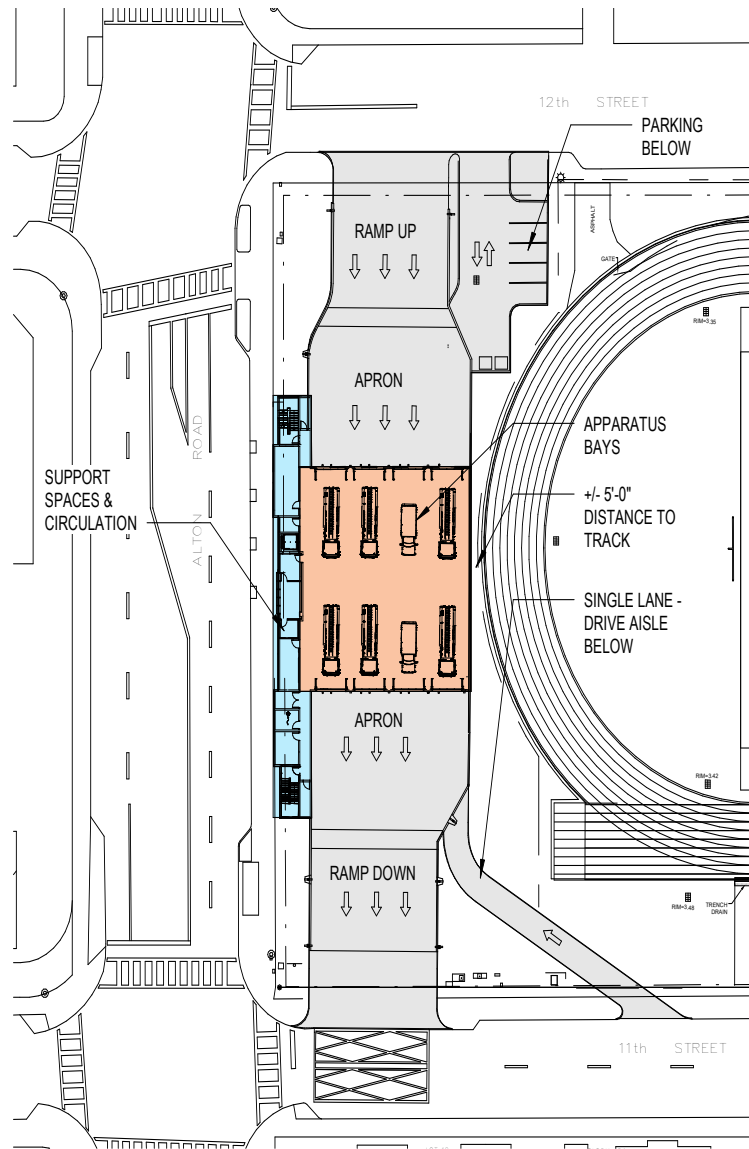 12th STREET
PARKING
BELOW
ASPHALT
RAMP UP
GATE
RIM=3.35
APRON
APPARATUS
BAYS
ROAD
SUPPORT
SPACES &
CIRCULATION
+/- 5'-0"
DISTANCE TO
TRACK
ALTON
SINGLE LANE -
DRIVE AISLE
BELOW
APRON
RIM=3.42
RAMP DOWN
RIM=3.48
TRENCH
DRAIN
11th STREET